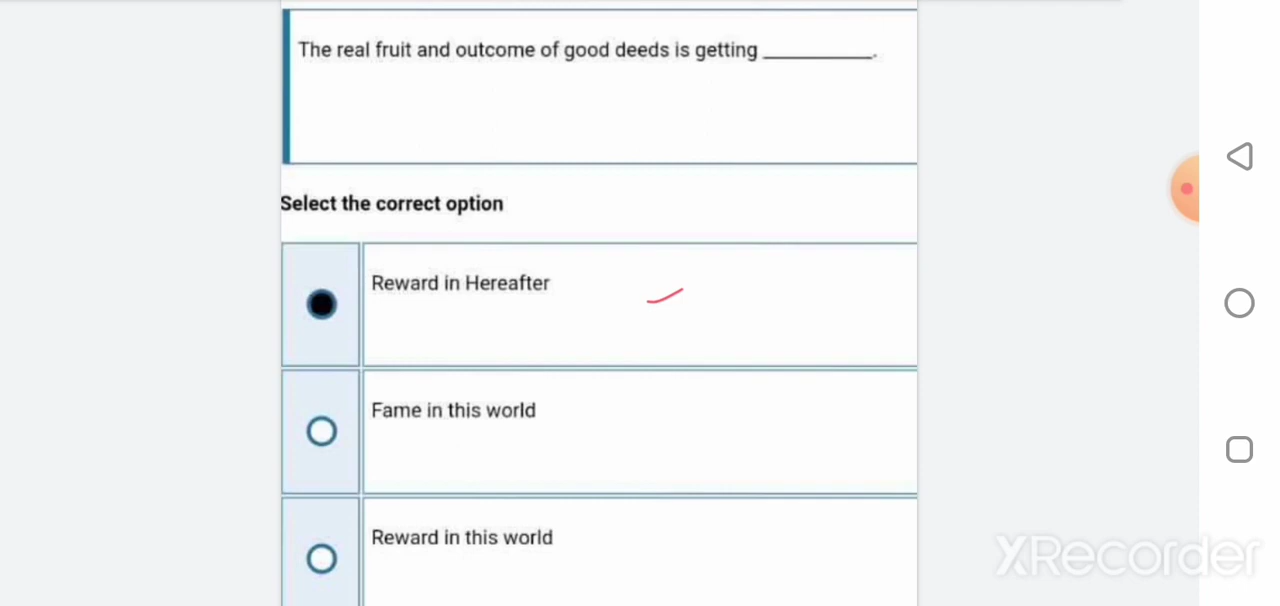 The real fruit and outcome of good deeds is getting __________.
Select the correct option
Reward in Hereafter
Fame in this world
Reward in this world
XRecorder